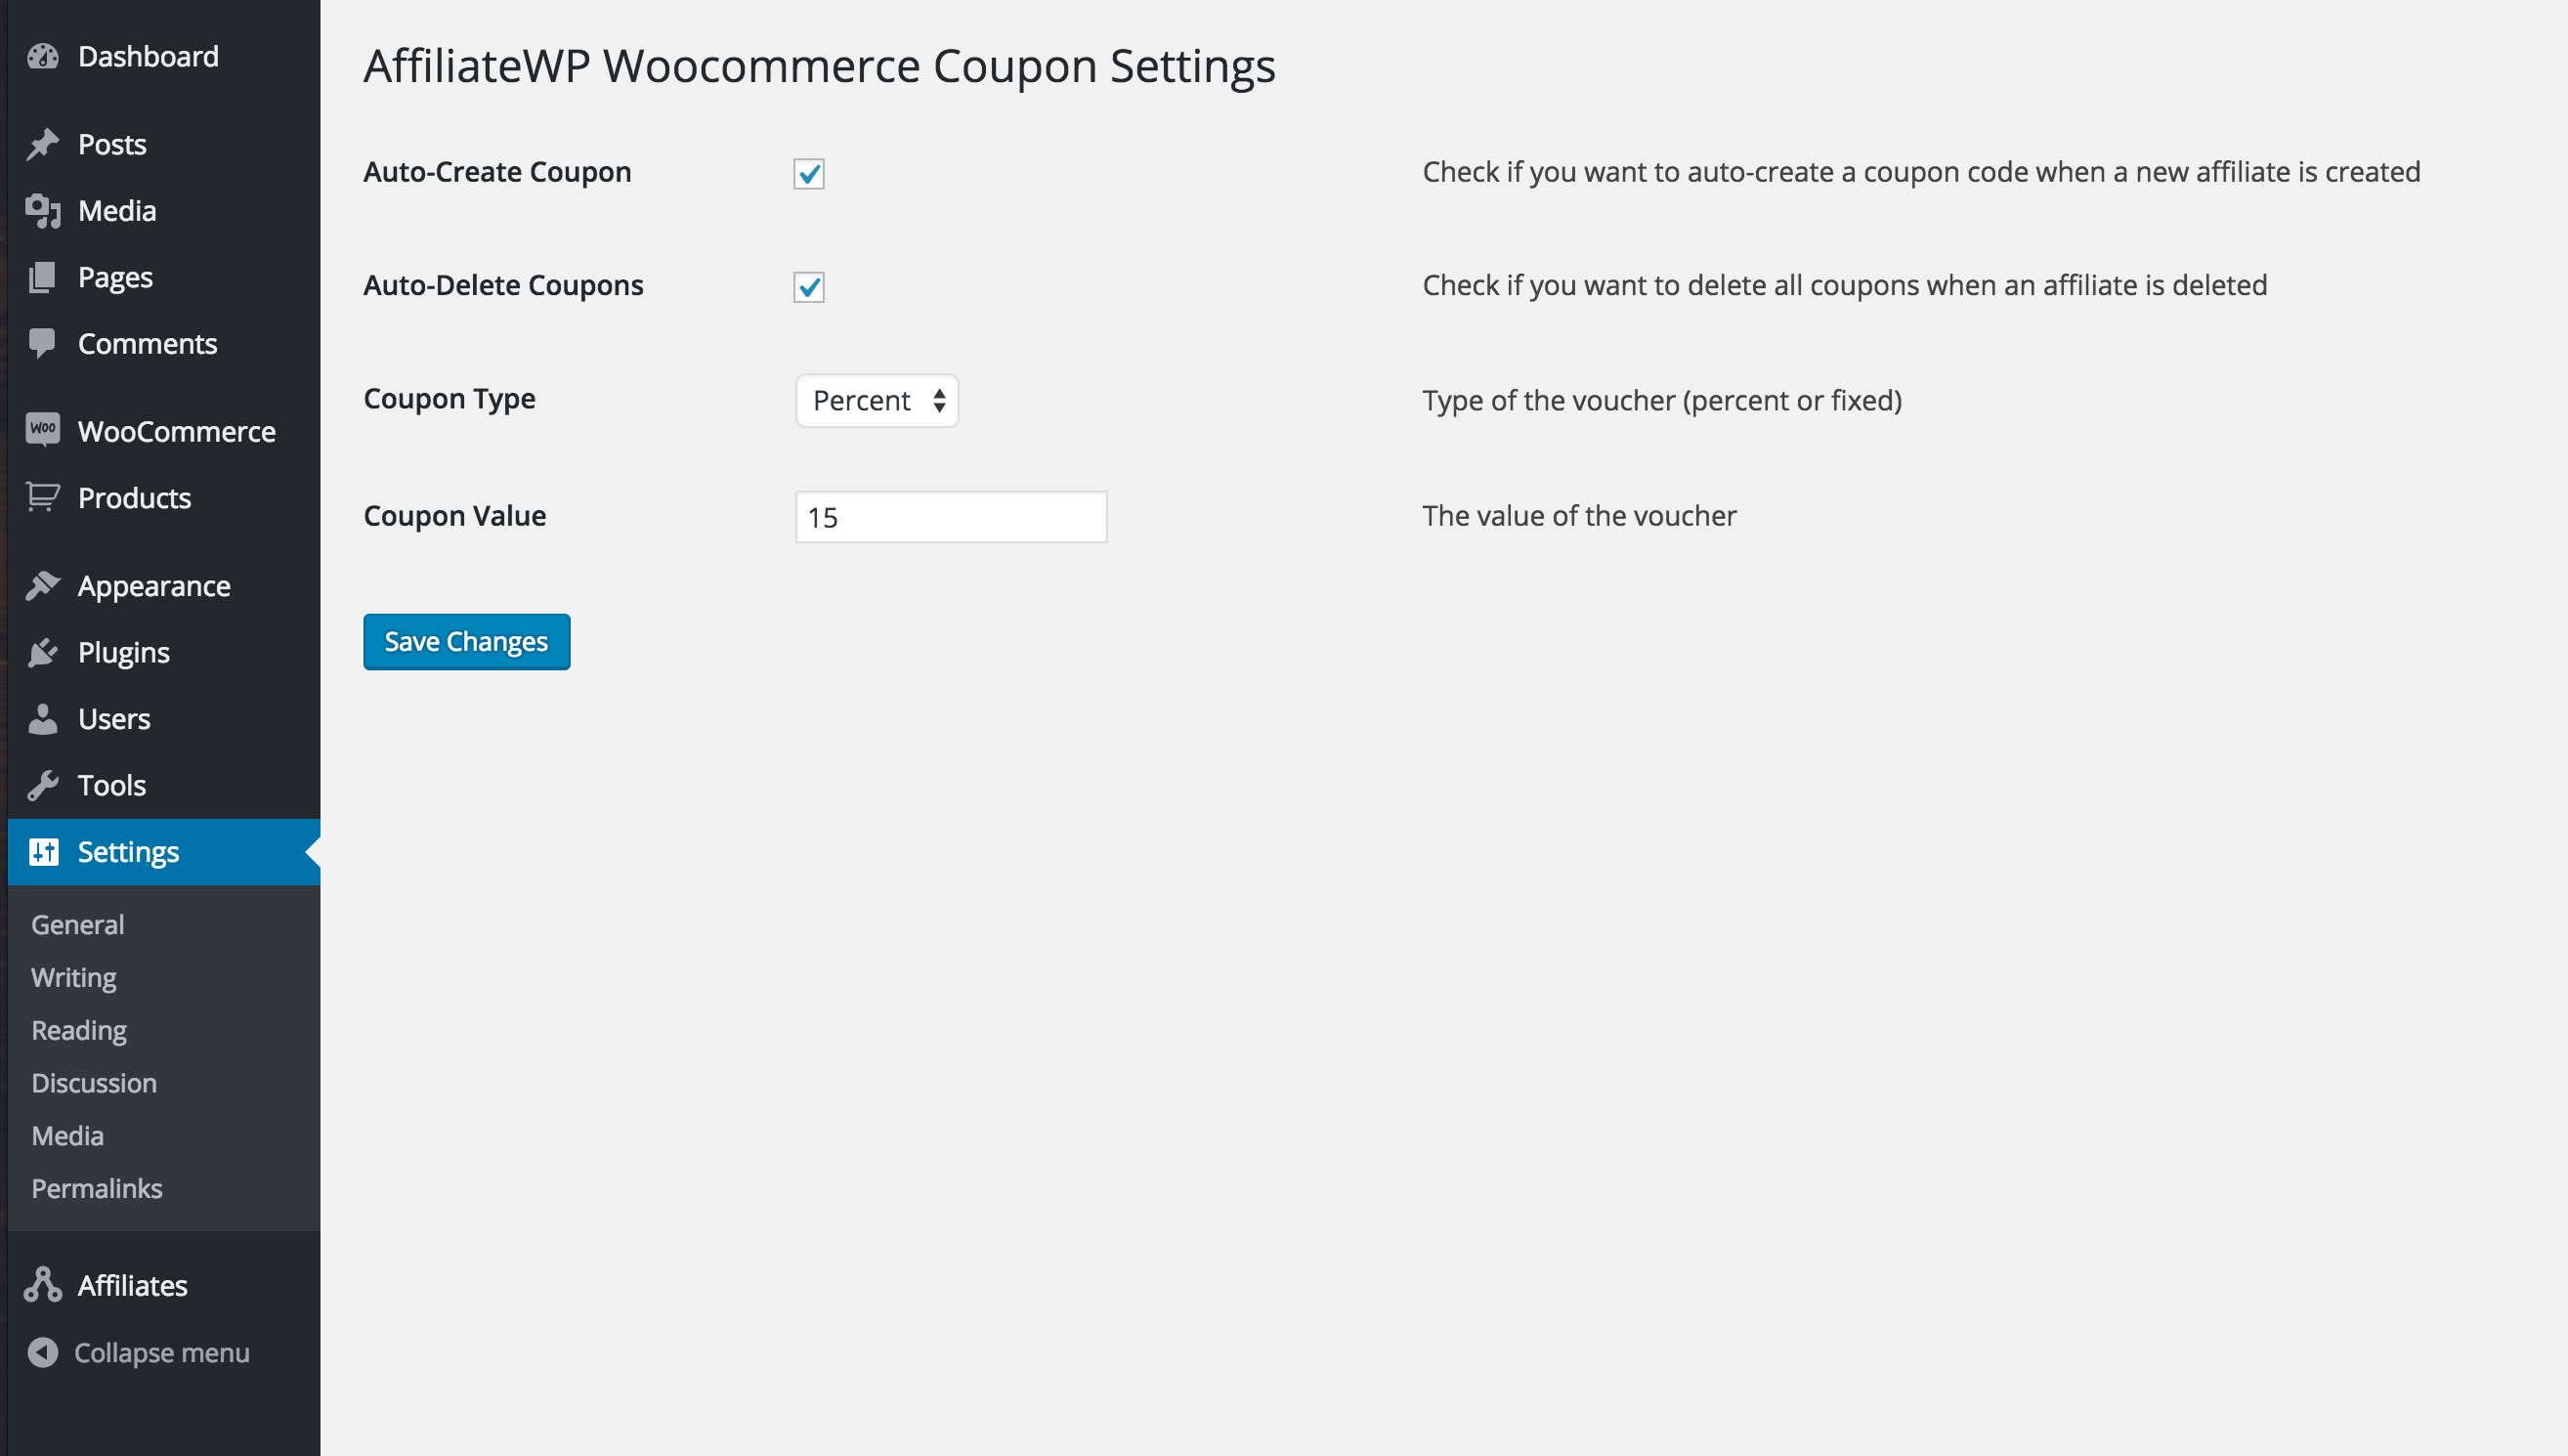 Dashboard
Posts
Media
Pages
Comments
Woo WooCommerce
Products
Appearance
Plugins
Users
Tools
Settings
General
Writing
Reading
Discussion
Media
Permalinks
Affiliates
Collapse menu
AffiliateWP Woocommerce Coupon Settings
Auto-Create Coupon Check if you want to auto-create a coupon code when a new affiliate is created
Auto-Delete Coupons Check if you want to delete all coupons when an affiliate is deleted
Coupon Type Percent Type of the voucher (percent or fixed)
Coupon Value 15 The value of the voucher
Save Changes